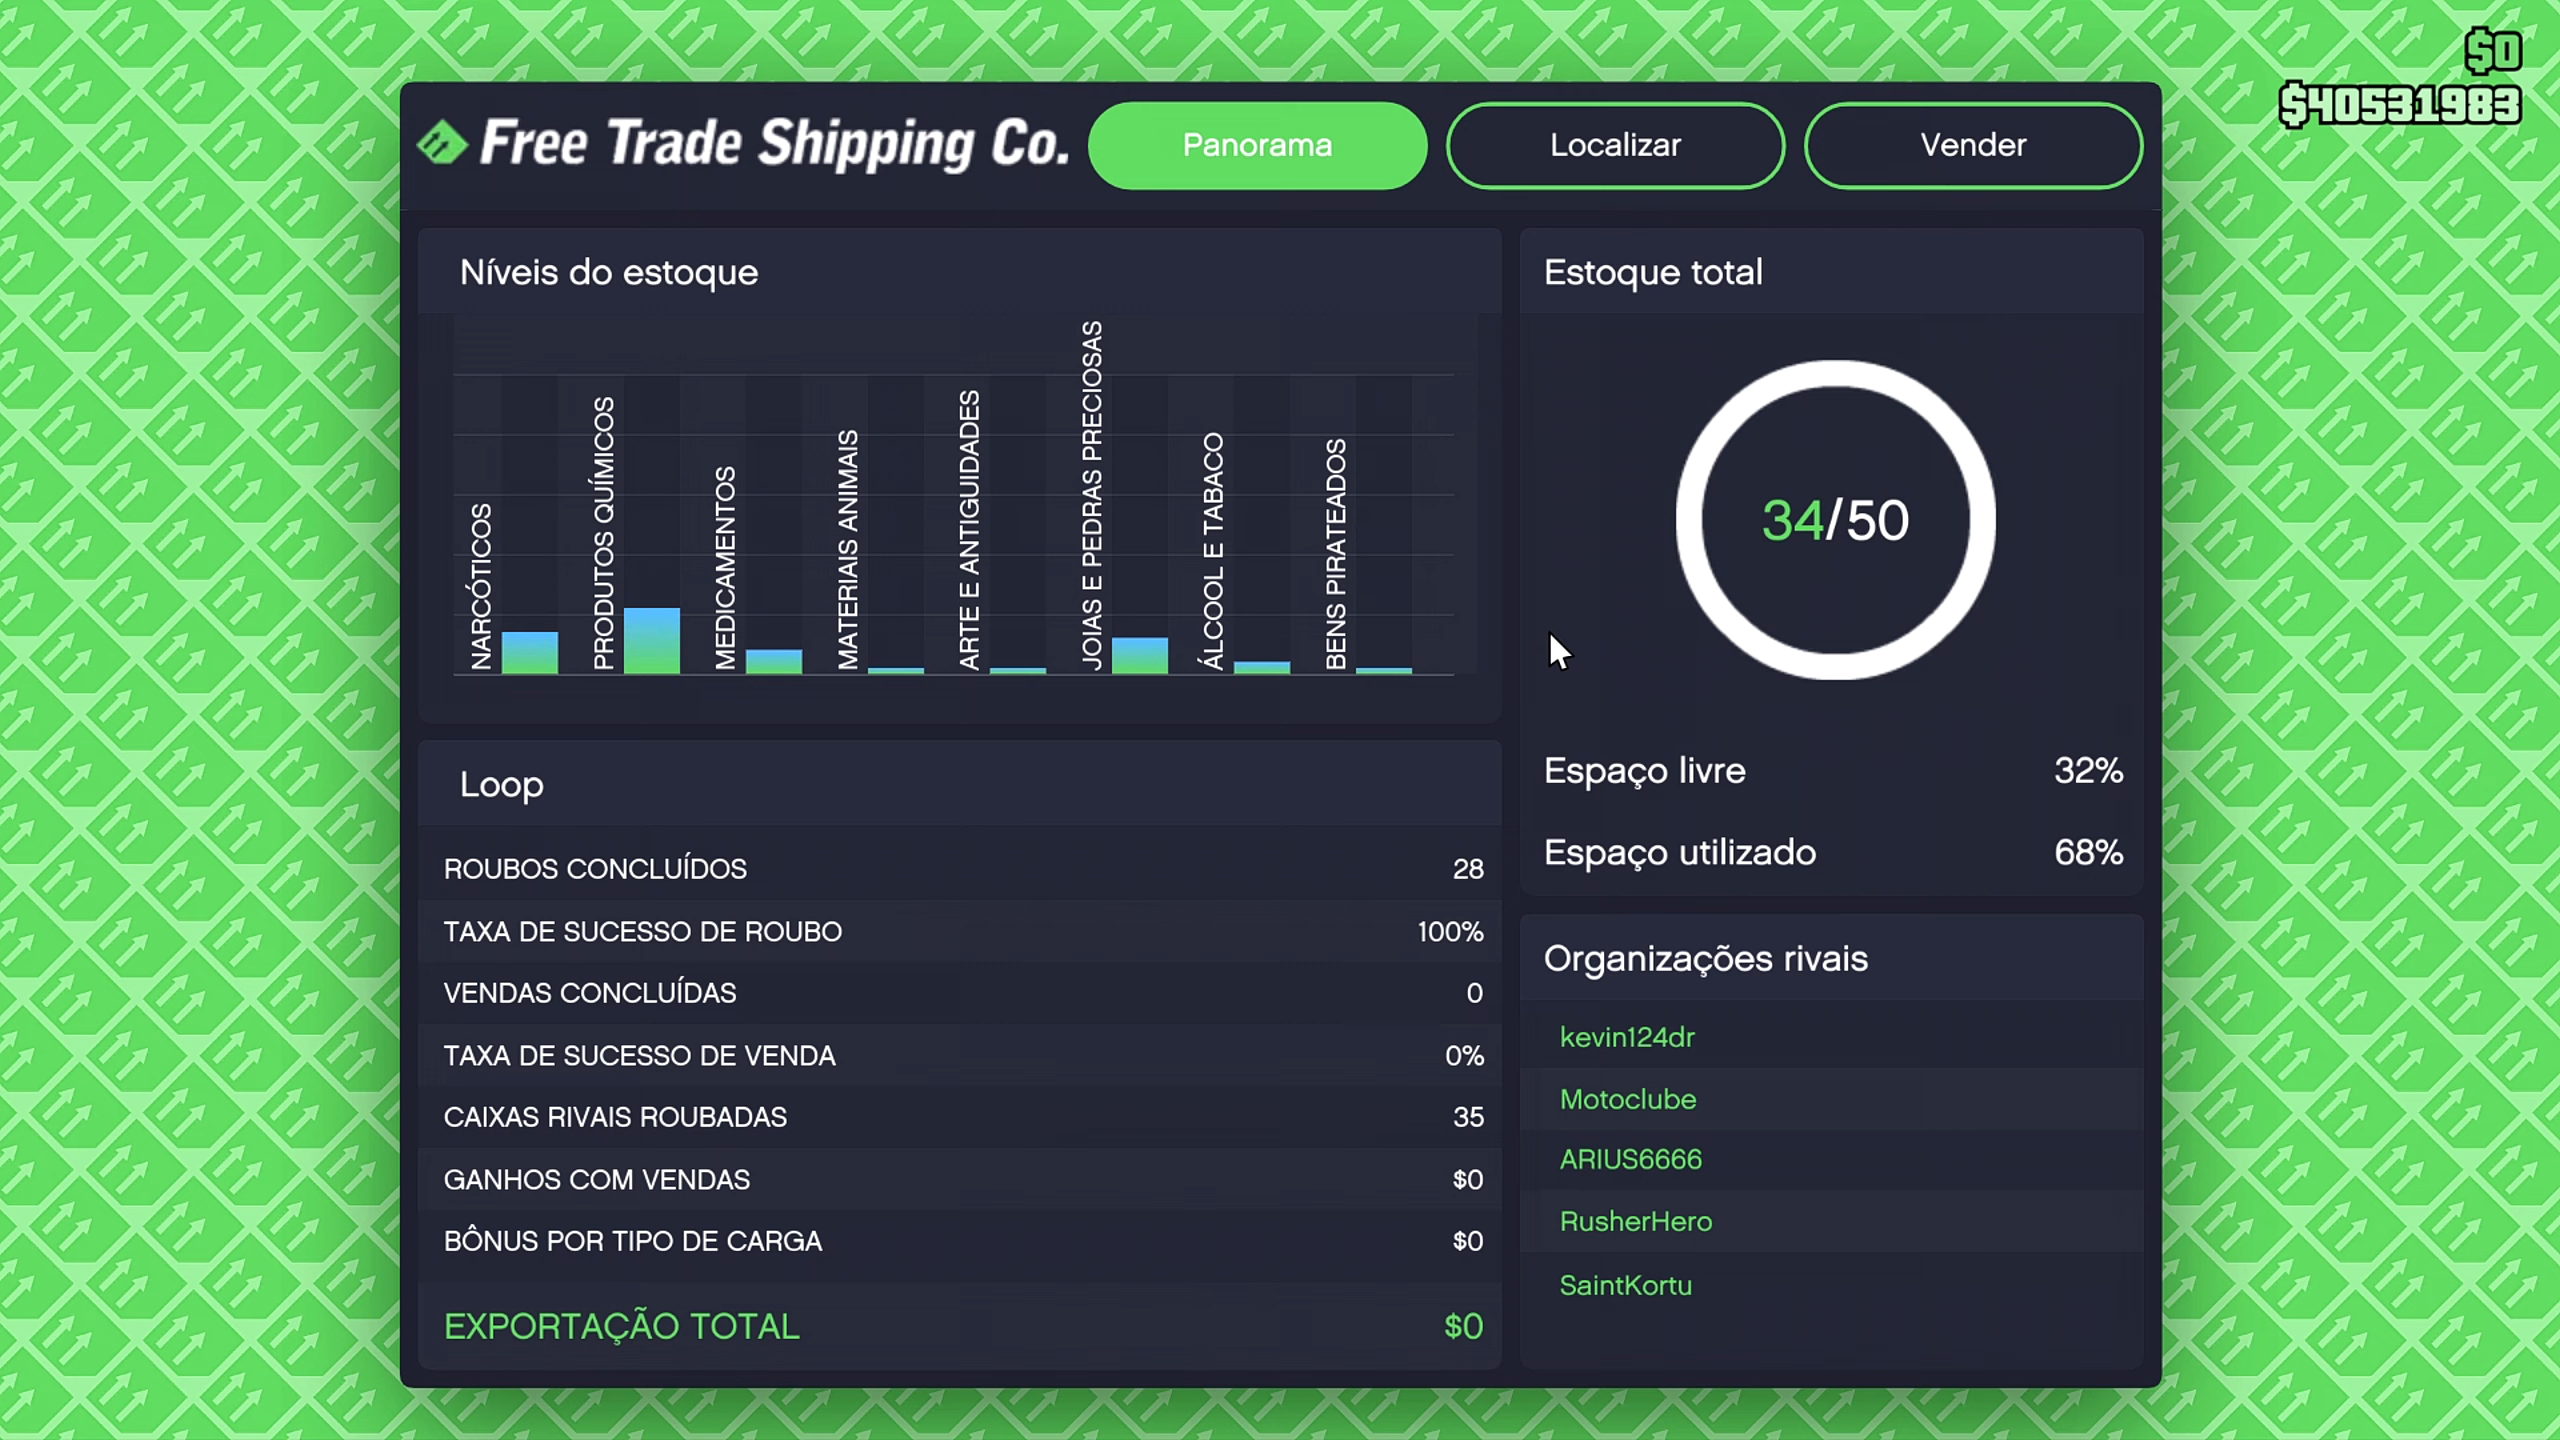 $0
$40531983
Free Trade Shipping Co.
Panorama
Localizar
Vender
Níveis do estoque
NARCÓTICOS
PRODUTOS QUÍMICOS
MEDICAMENTOS
MATERIAIS ANIMAIS
ARTE E ANTIGUIDADES
JOIAS E PEDRAS PRECIOSAS
ÁLCOOL E TABACO
BENS PIRATEADOS
Estoque total
34/50
Espaço livre 32%
Espaço utilizado 68%
Loop
ROUBOS CONCLUÍDOS 28
TAXA DE SUCESSO DE ROUBO 100%
VENDAS CONCLUÍDAS 0
TAXA DE SUCESSO DE VENDA 0%
CAIXAS RIVAIS ROUBADAS 35
GANHOS COM VENDAS $0
BÔNUS POR TIPO DE CARGA $0
EXPORTAÇÃO TOTAL $0
Organizações rivais
kevin124dr
Motoclube
ARIUS6666
RusherHero
SaintKortu